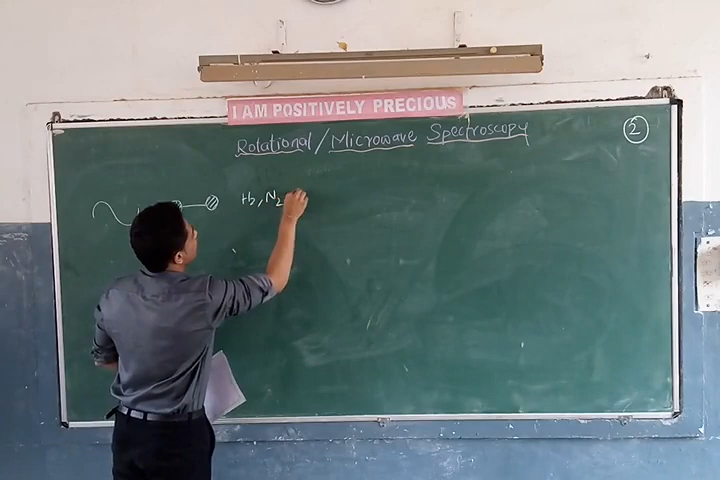 I AM POSITIVELY PRECIOUS
Rotational / Microwave Spectroscopy
2
H2, N2